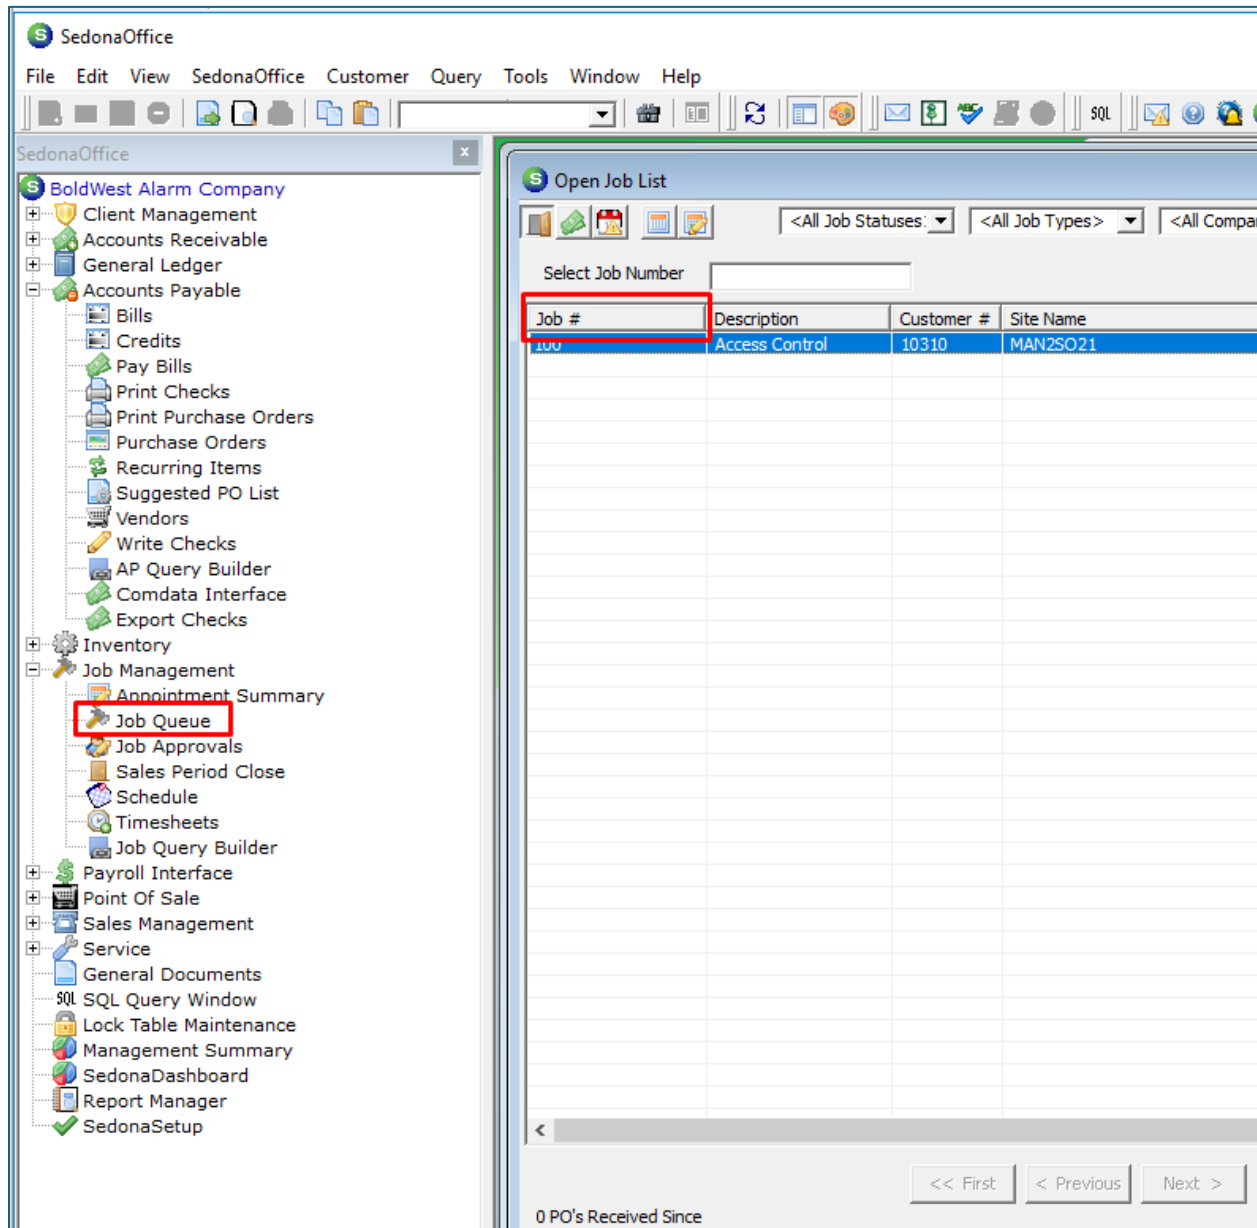 SedonaOffice
File Edit View SedonaOffice Customer Query Tools Window Help
ABC SQL
SedonaOffice x
BoldWest Alarm Company
Client Management
Accounts Receivable
General Ledger
Accounts Payable
Bills
Credits
Pay Bills
Print Checks
Print Purchase Orders
Purchase Orders
Recurring Items
Suggested PO List
Vendors
Write Checks
AP Query Builder
Comdata Interface
Export Checks
Inventory
Job Management
Appointment Summary
Job Queue
Job Approvals
Sales Period Close
Schedule
Timesheets
Job Query Builder
Payroll Interface
Point Of Sale
Sales Management
Service
General Documents
SQL SQL Query Window
Lock Table Maintenance
Management Summary
SedonaDashboard
Report Manager
SedonaSetup
Open Job List
<All Job Statuses: <All Job Types> <All Compa
Select Job Number
Job # Description Customer # Site Name
100 Access Control 10310 MAN2SO21
<< First < Previous Next >
0 PO's Received Since